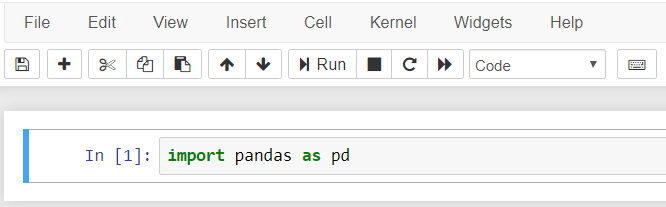 File Edit View Insert Cell Kernel Widgets Help
Run Code
In [1]: import pandas as pd